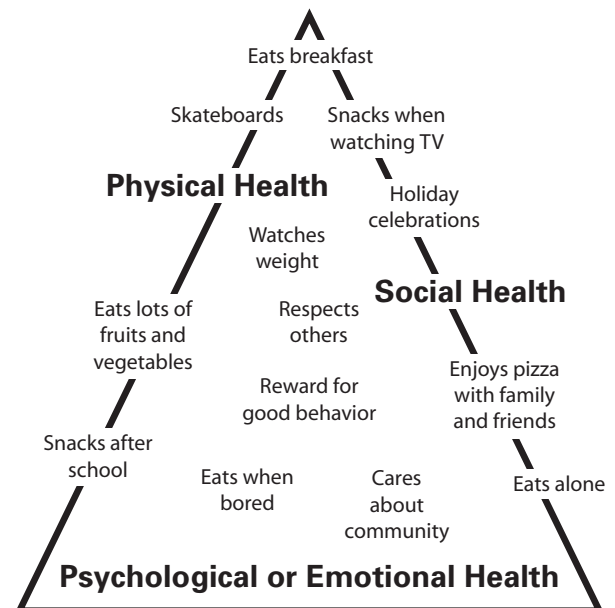 Eats breakfast
Skateboards
Snacks when
watching TV
Physical Health
Holiday
celebrations
Watches
weight
Social Health
Eats lots of
fruits and
vegetables
Respects
others
Enjoys pizza
with family
and friends
Reward for
good behavior
Snacks after
school
Eats when
bored
Cares
about
community
Eats alone
Psychological or Emotional Health